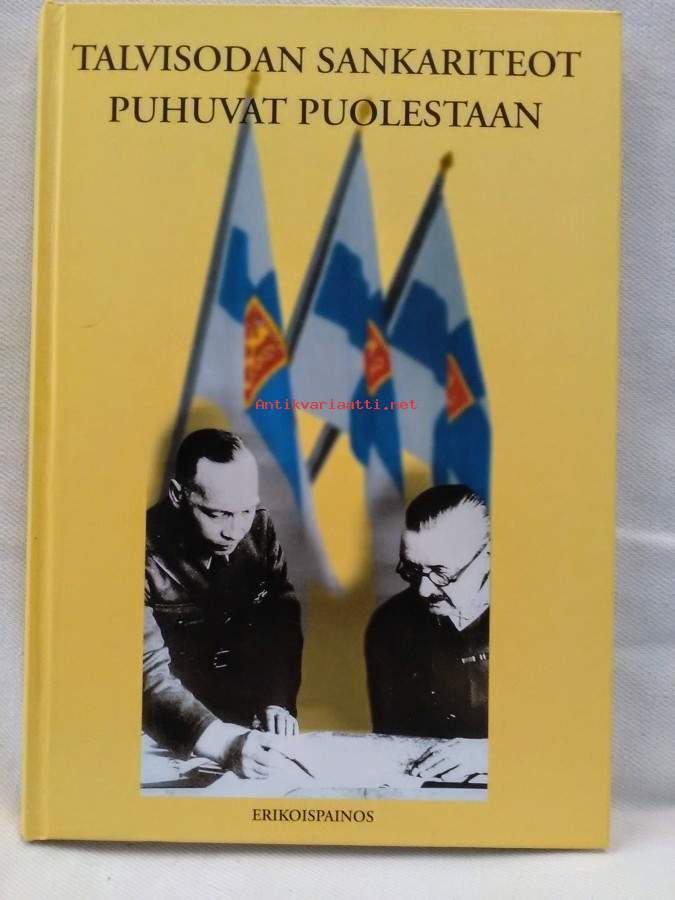 TALVISODAN SANKARITEOT
PUHUVAT PUOLESTAAN
Antikvariaatti.net
ERIKOISPAINOS